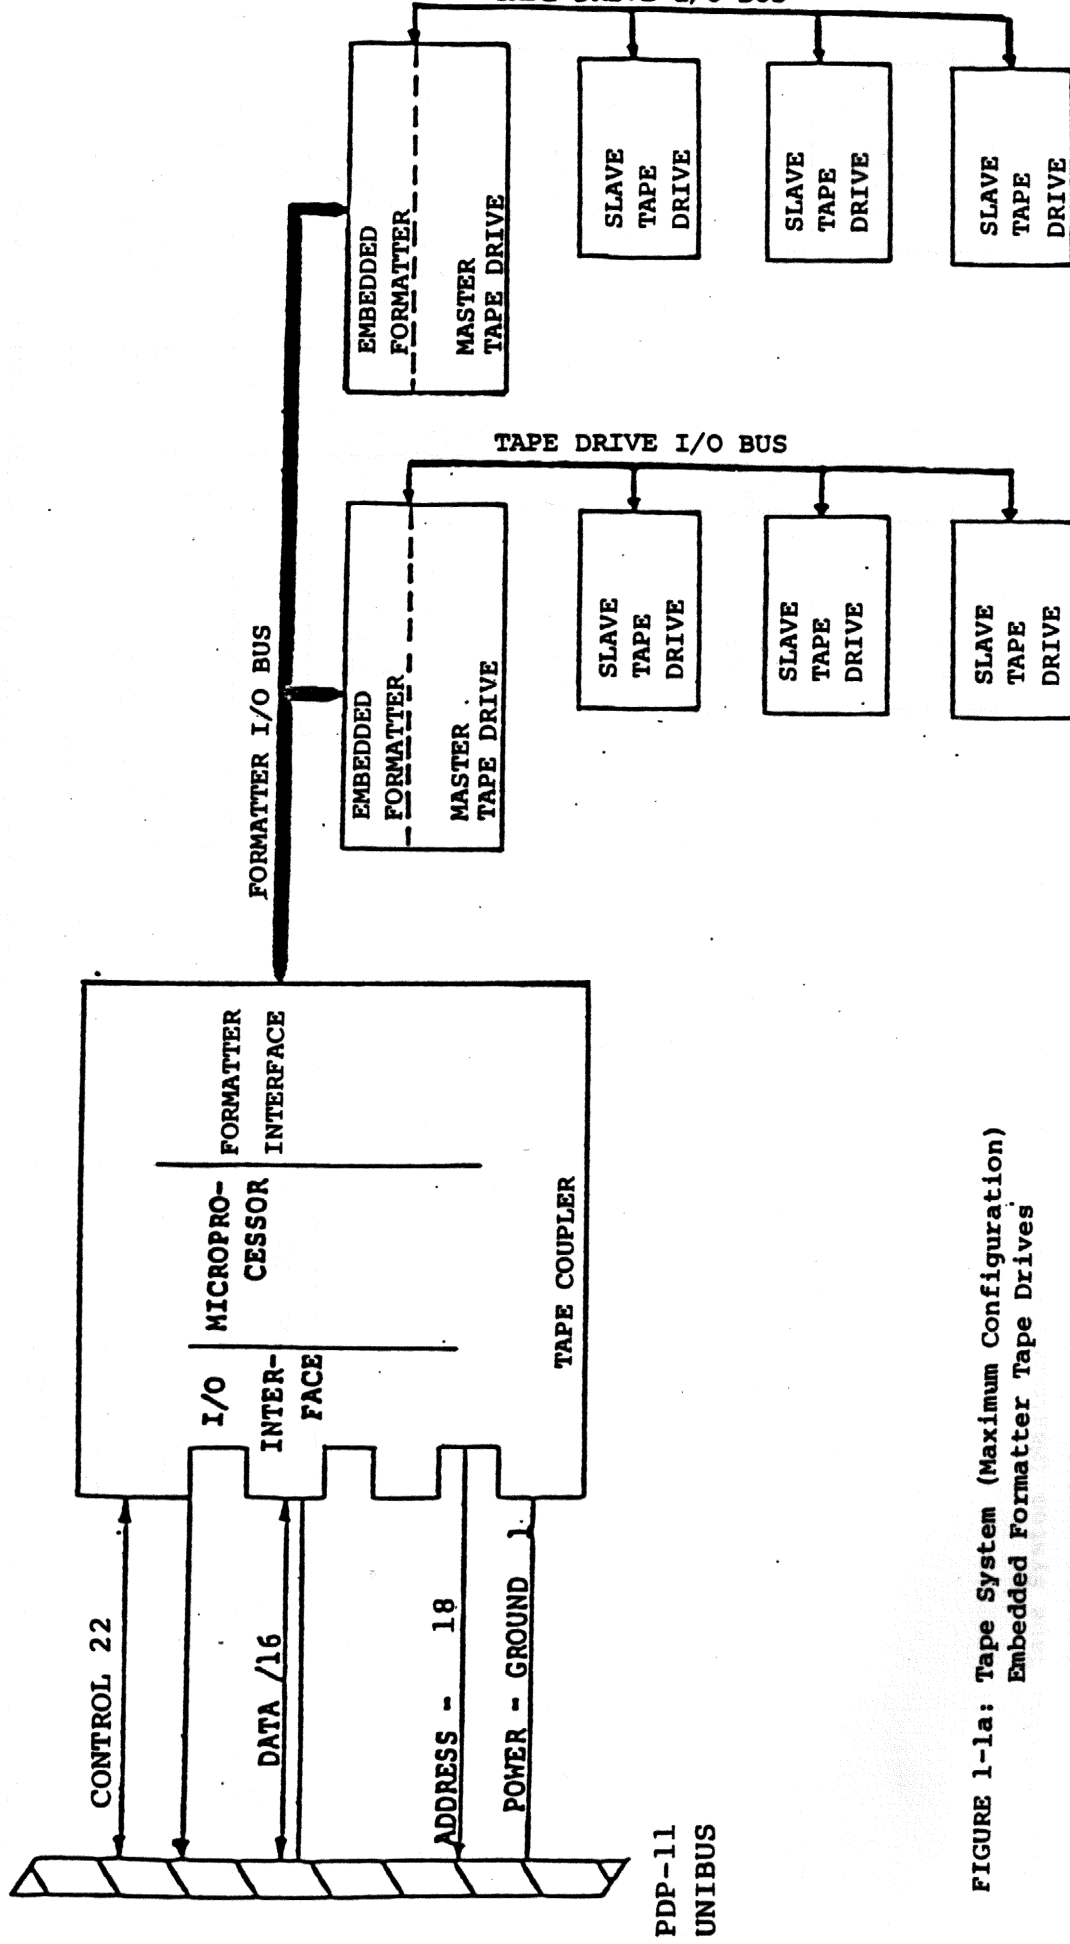 TAPE DRIVE I/O BUS
EMBEDDED
FORMATTER
MASTER
TAPE DRIVE
SLAVE
TAPE
DRIVE
SLAVE
TAPE
DRIVE
SLAVE
TAPE
DRIVE
TAPE DRIVE I/O BUS
FORMATTER I/O BUS
EMBEDDED
FORMATTER
MASTER
TAPE DRIVE
SLAVE
TAPE
DRIVE
SLAVE
TAPE
DRIVE
SLAVE
TAPE
DRIVE
FORMATTER
INTERFACE
MICROPRO-
CESSOR
I/O
INTER-
FACE
TAPE COUPLER
CONTROL 22
DATA /16
ADDRESS - 18
POWER - GROUND 1
PDP-11
UNIBUS
FIGURE 1-1a: Tape System (Maximum Configuration)
Embedded Formatter Tape Drives